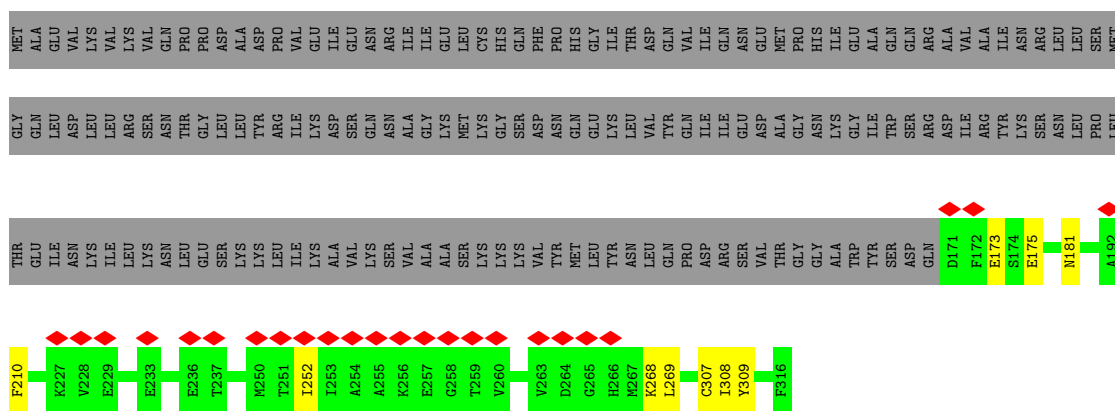 MET ALA GLU VAL LYS VAL LYS VAL GLN PRO PRO ASP ALA ASP PRO VAL GLU ILE GLU ASN ARG ILE ILE GLU LEU CYS HIS GLN PHE PRO HIS GLY ILE THR ASP GLN VAL ILE GLN ASN GLU MET PRO HIS ILE GLU ALA GLN GLN ARG ALA VAL ALA ILE ASN ARG LEU LEU SER MET
GLY GLN LEU ASP LEU LEU ARG SER ASN THR GLY LEU LEU TYR ARG ILE LYS ASP SER GLN ASN ALA GLY LYS MET LYS GLY SER ASP ASN GLN GLU LYS LEU VAL TYR GLN ILE ILE GLU ASP ALA GLY ASN LYS GLY ILE TRP SER ARG ASP ILE ARG TYR LYS SER ASN LEU PRO LEU
THR GLU ILE ASN LYS ILE LEU LYS ASN LEU GLU SER LYS LYS LEU ILE LYS ALA VAL LYS SER VAL ALA ALA SER LYS LYS LYS VAL TYR MET LEU TYR ASN LEU GLN PRO ASP ARG SER VAL THR GLY GLY ALA TRP TYR SER ASP GLN D171 F172 E173 S174 E175 N181 A192
F210 K227 V228 E229 E233 E236 T237 M250 T251 I252 I253 A254 A255 K256 E257 G258 T259 V260 V263 D264 G265 H266 M267 K268 L269 C307 I308 Y309 F316